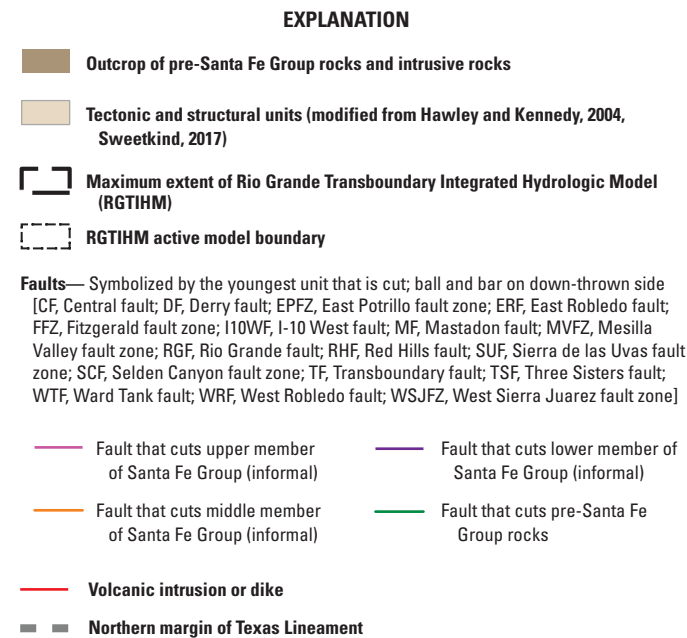 EXPLANATION
Outcrop of pre-Santa Fe Group rocks and intrusive rocks
Tectonic and structural units (modified from Hawley and Kennedy, 2004,
Sweetkind, 2017)
Maximum extent of Rio Grande Transboundary Integrated Hydrologic Model
(RGTIHM)
RGTIHM active model boundary
Faults— Symbolized by the youngest unit that is cut; ball and bar on down-thrown side
[CF, Central fault; DF, Derry fault; EPFZ, East Potrillo fault zone; ERF, East Robledo fault;
FFZ, Fitzgerald fault zone; I10WF, I-10 West fault; MF, Mastadon fault; MVFZ, Mesilla
Valley fault zone; RGF, Rio Grande fault; RHF, Red Hills fault; SUF, Sierra de las Uvas fault
zone; SCF, Selden Canyon fault zone; TF, Transboundary fault; TSF, Three Sisters fault;
WTF, Ward Tank fault; WRF, West Robledo fault; WSJFZ, West Sierra Juarez fault zone]
Fault that cuts upper member
of Santa Fe Group (informal)
Fault that cuts middle member
of Santa Fe Group (informal)
Fault that cuts lower member of
Santa Fe Group (informal)
Fault that cuts pre-Santa Fe
Group rocks
Volcanic intrusion or dike
Northern margin of Texas Lineament